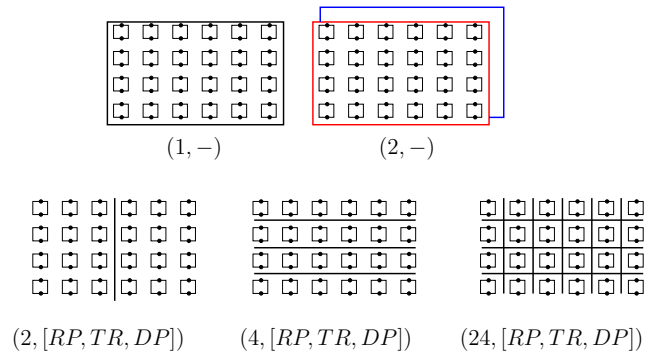 (1, −)
(2, −)
(2, [RP, TR, DP])
(4, [RP, TR, DP])
(24, [RP, TR, DP])